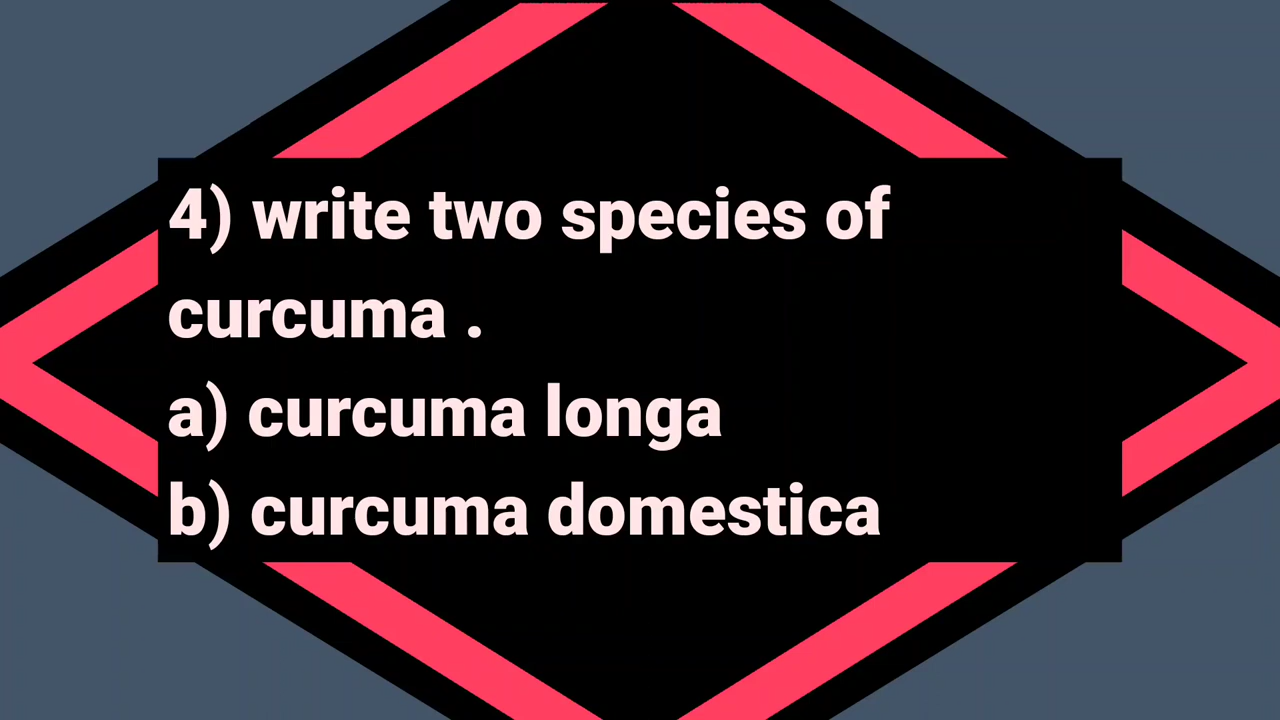 4) write two species of
curcuma .
a) curcuma longa
b) curcuma domestica